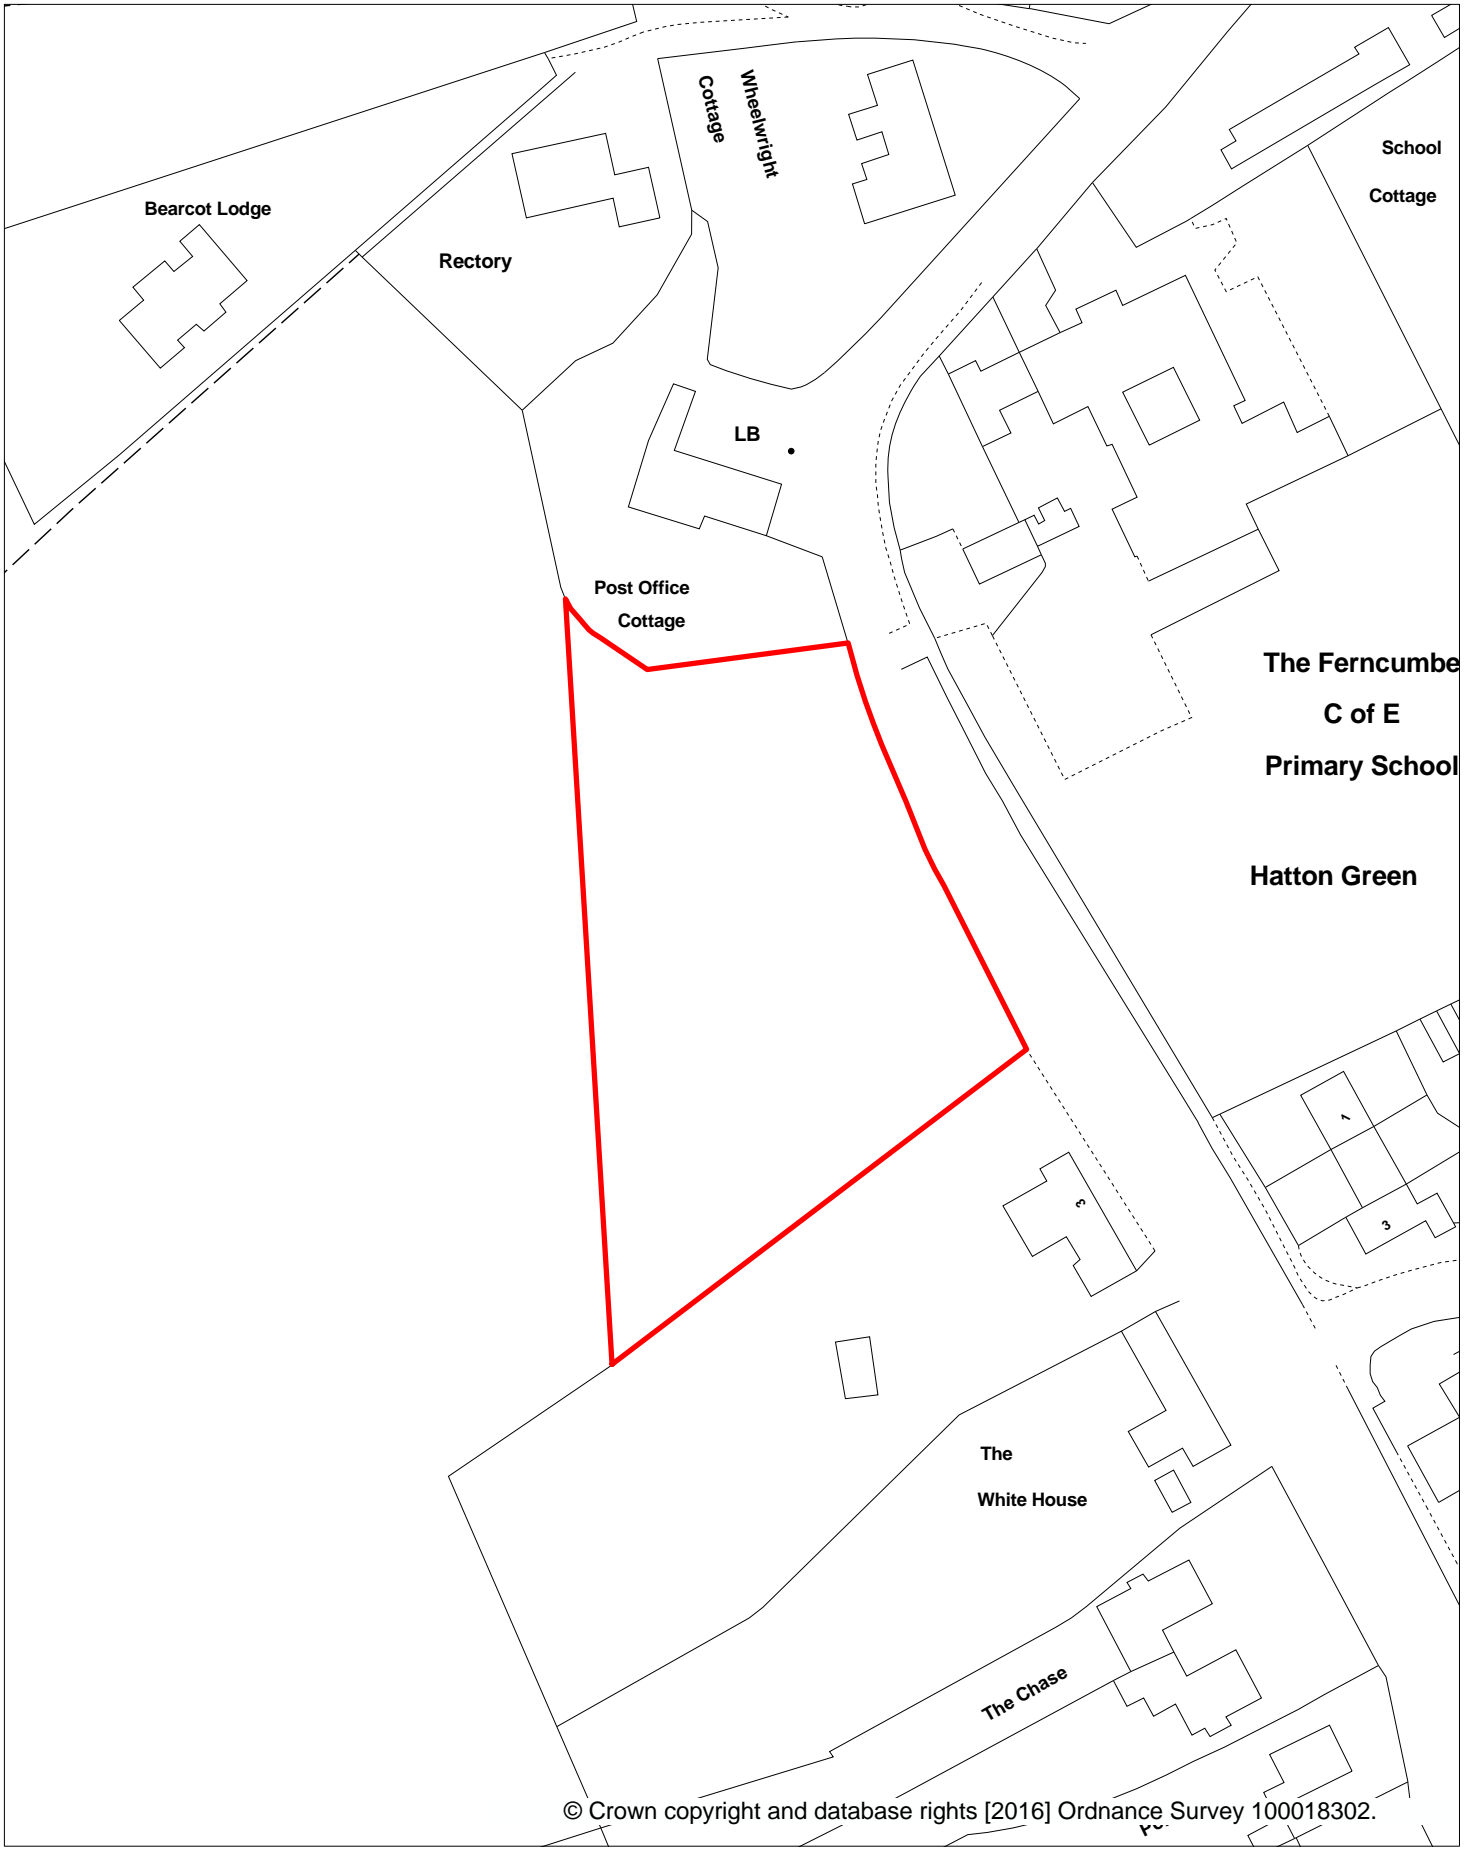 Wheelwright
Cottage
School
Cottage
Bearcot Lodge
Rectory
LB
Post Office
Cottage
The Ferncumbe
C of E
Primary School
Hatton Green
1
3
3
The
White House
The Chase
© Crown copyright and database rights [2016] Ordnance Survey 100018302.